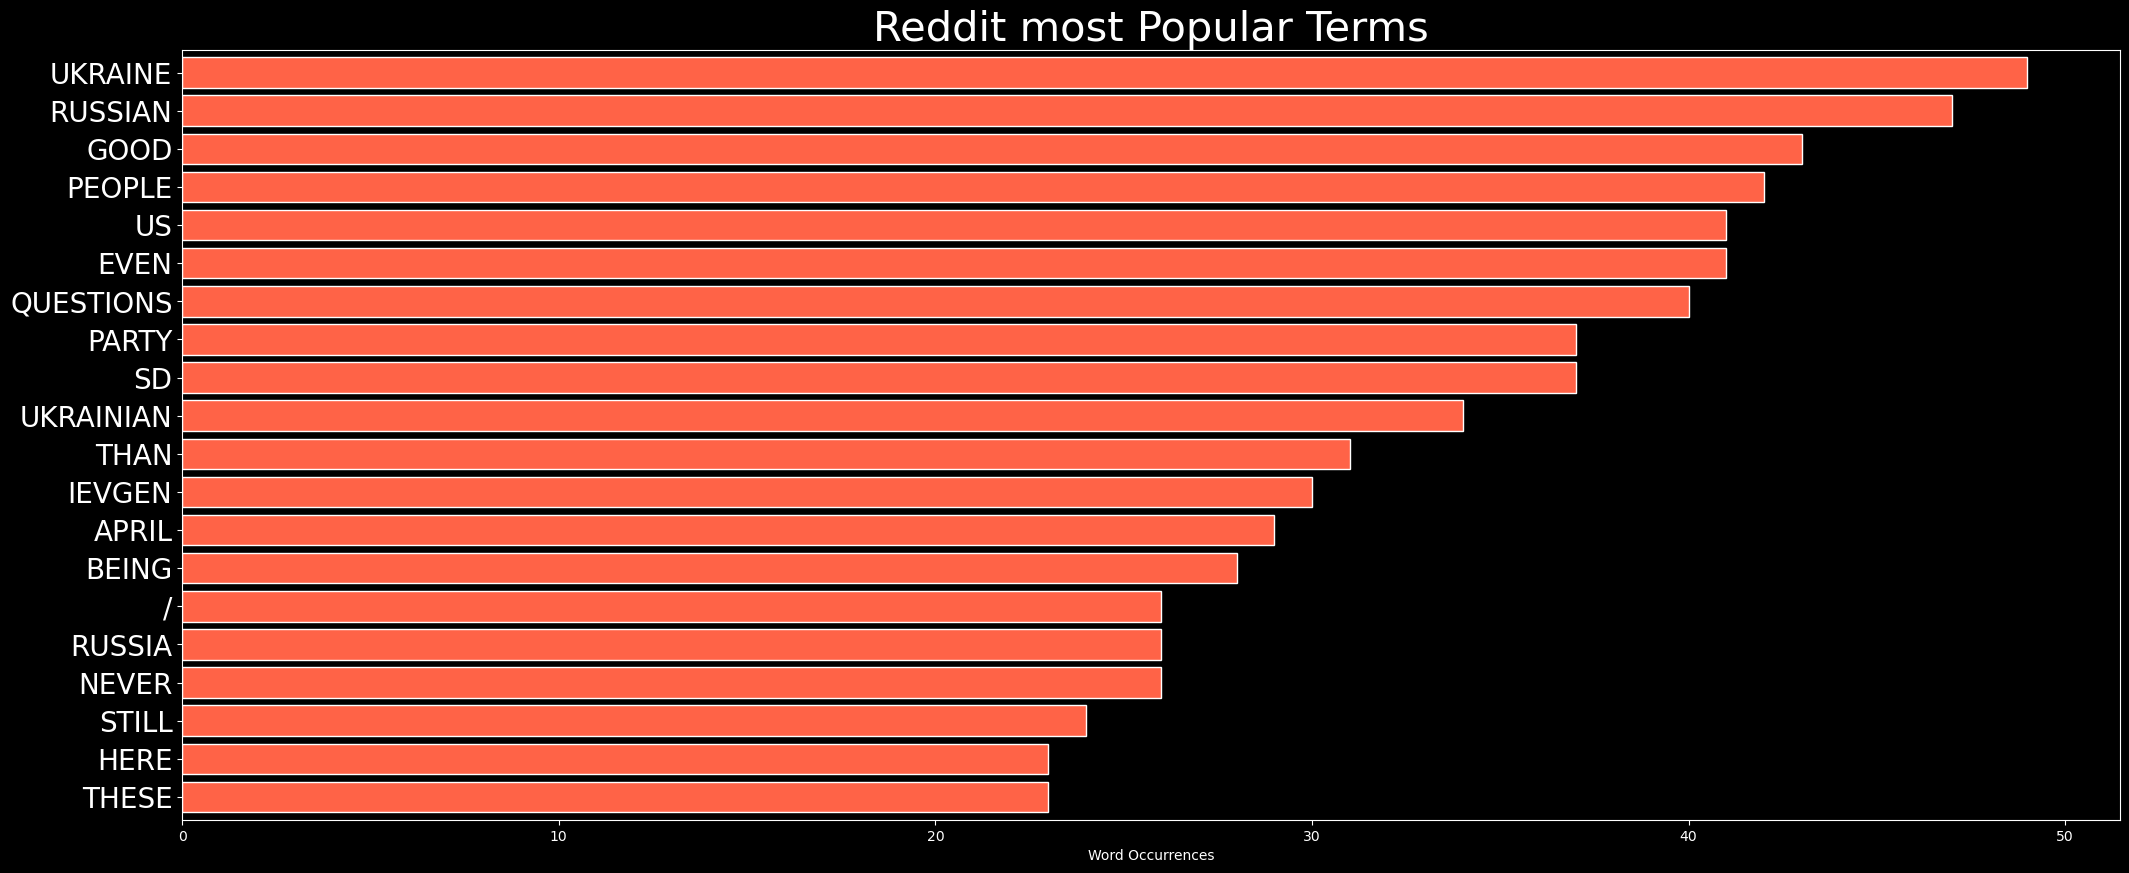 Reddit most Popular Terms
UKRAINE
RUSSIAN
GOOD
PEOPLE
US
EVEN
QUESTIONS
PARTY
SD
UKRAINIAN
THAN
IEVGEN
APRIL
BEING
/
RUSSIA
NEVER
STILL
HERE
THESE
0 10 20 30 40 50
Word Occurrences